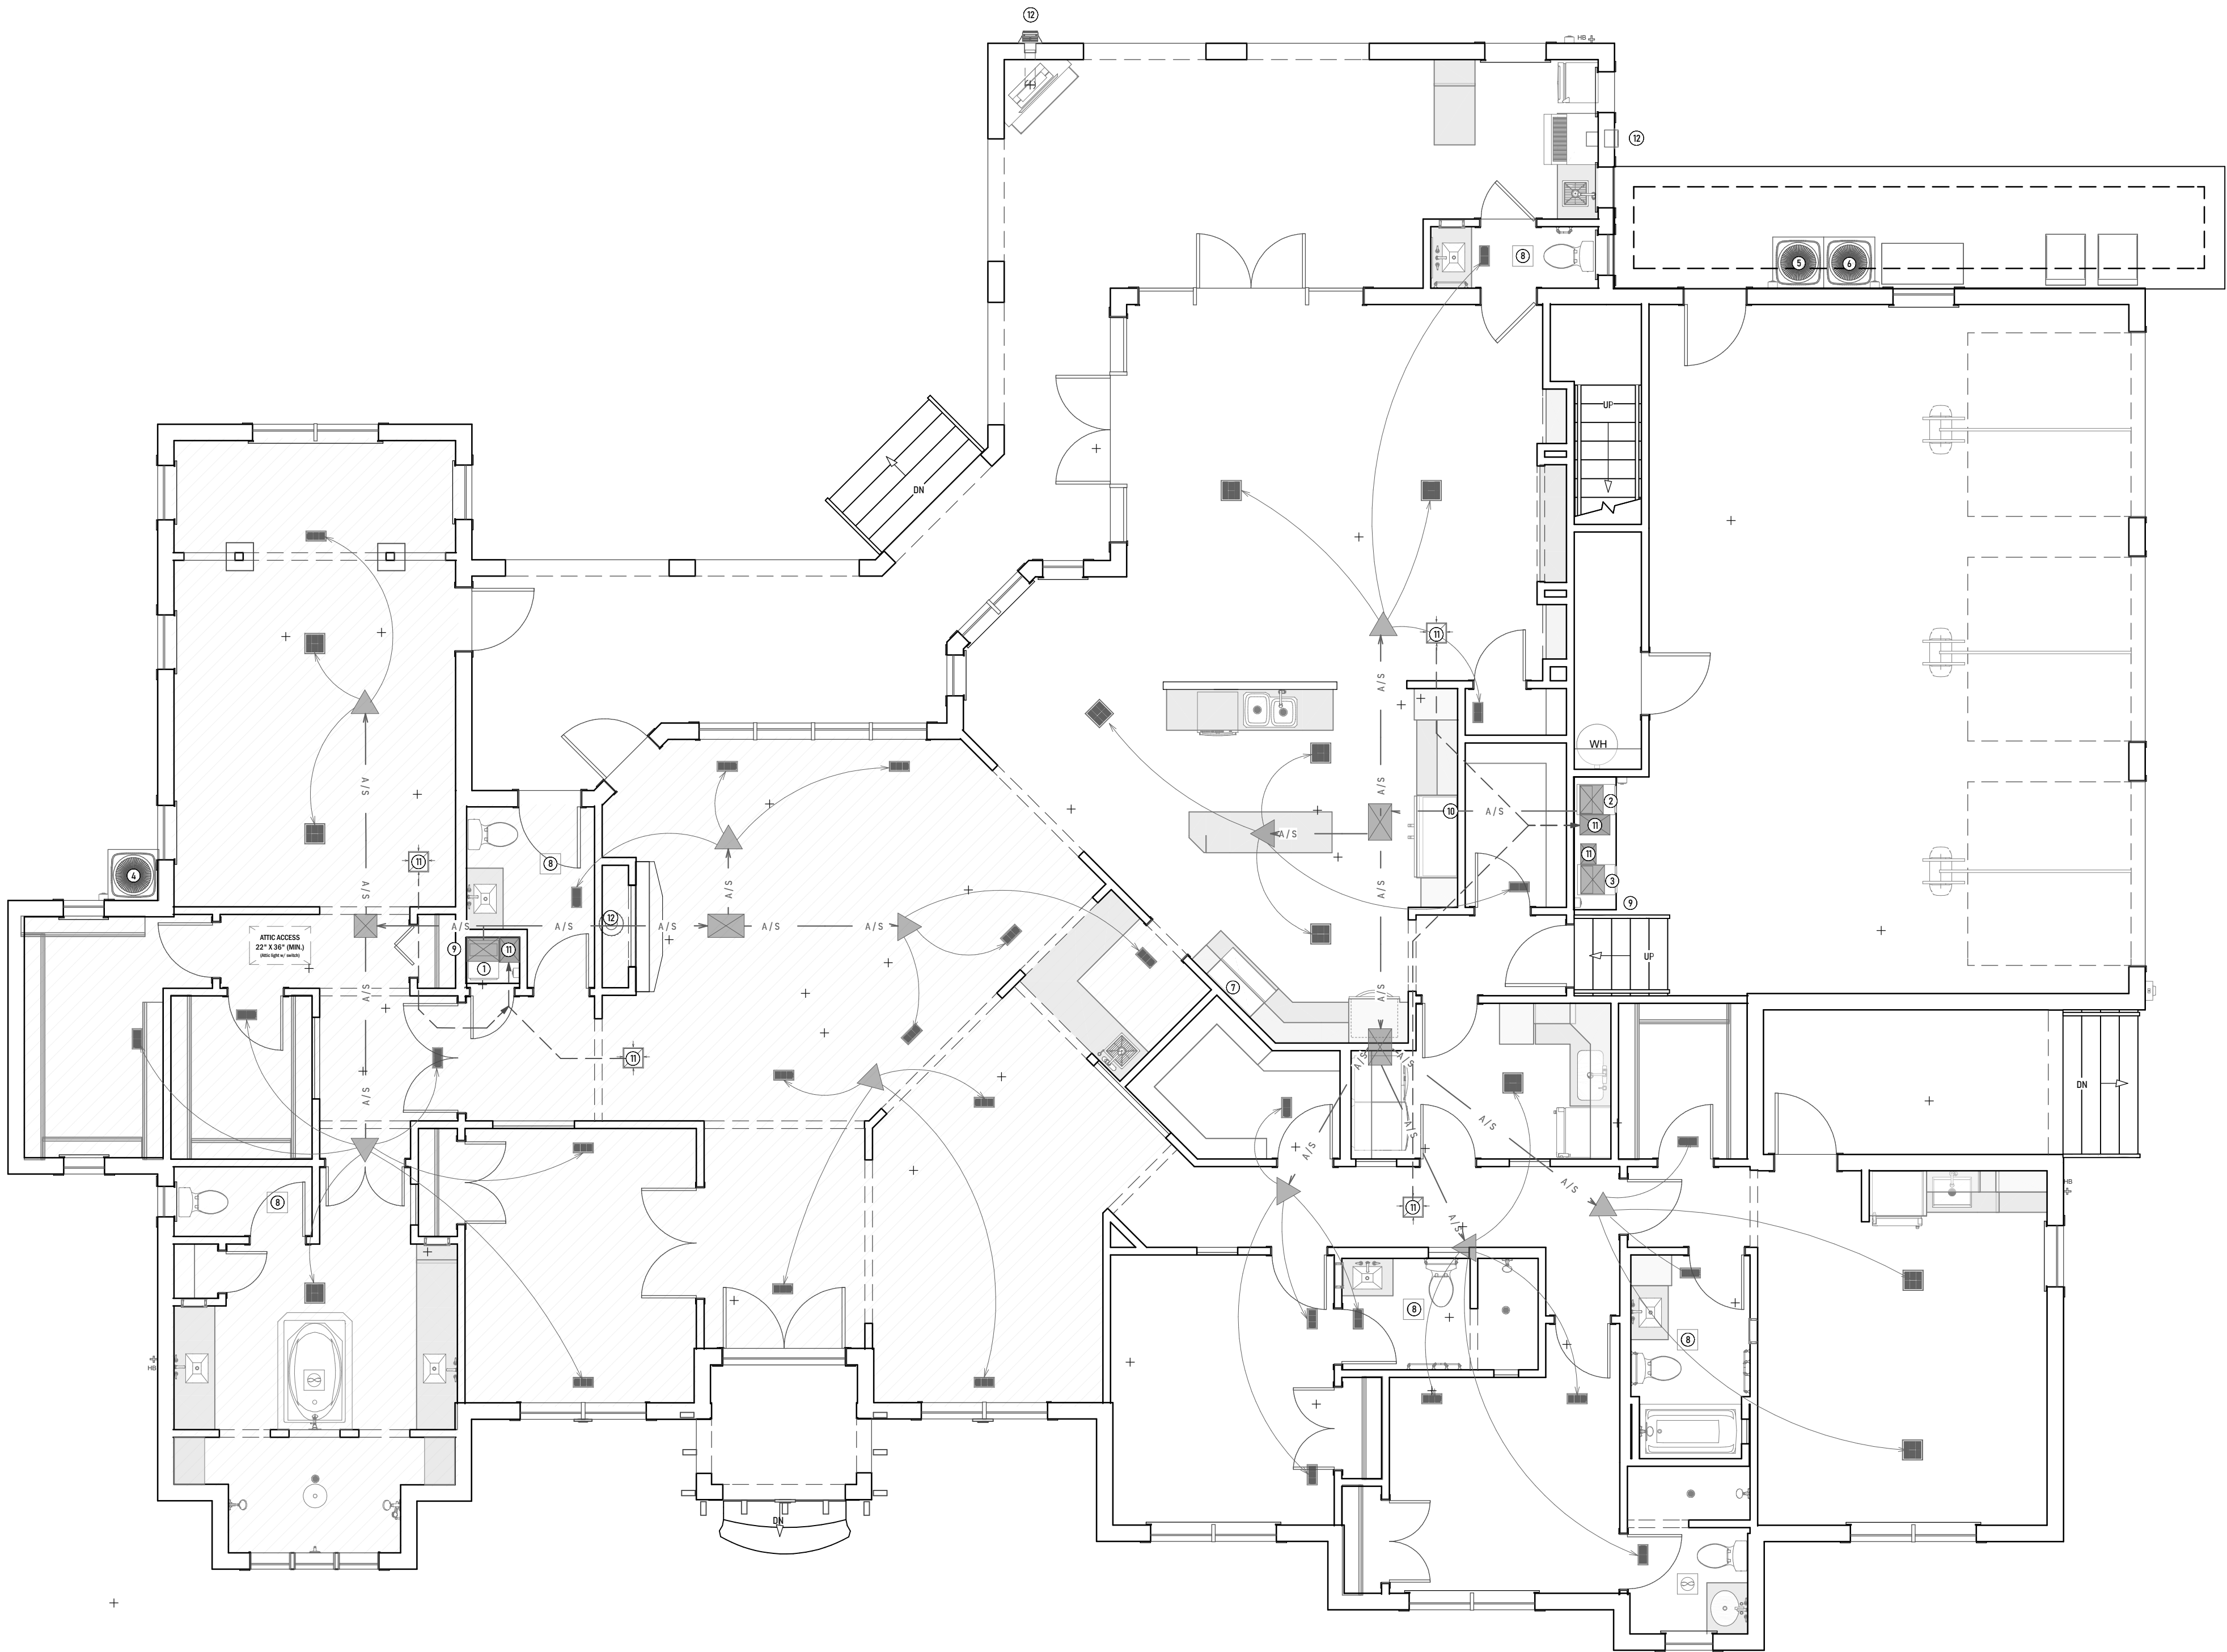 12
HB
12
8
5
6
UP
DN
11
A/S
A/S
WH
A/S
2
A/S
10
A/S
11
A/S
4
11
8
11
A/S
A/S
A/S
3
A/S
9
12
A/S
A/S
A/S
A/S
A/S
ATTIC ACCESS
22" X 36" (MIN.)
(Attic light w/ switch)
9
11
1
UP
A/S
7
A/S
11
A/S
A/S
DN
A/S
A/S
A/S
A/S
A/S
HB
8
11
A/S
8
8
HB
DN